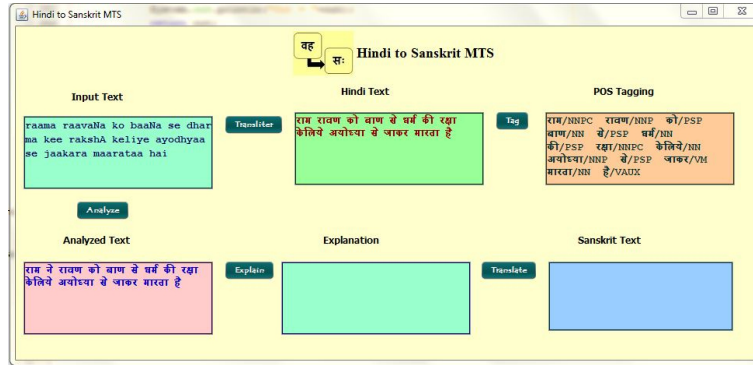 Hindi to Sanskrit MTS
वह
सः
Hindi to Sanskrit MTS
Input Text
Hindi Text
POS Tagging
raama raavaNa ko baaNa se dhar
ma kee rakshA keliye ayodhyaa
se jaakara maarataa hai
Transliter
राम रावण को बाण से धर्म की रक्षा
केलिये अयोध्या से जाकर मारता है
Tag
राम/NNPC रावण/NNP को/PSP
बाण/NN से/PSP धर्म/NN
की/PSP रक्षा/NNPC केलिये/NN
अयोध्या/NNP से/PSP जाकर/VM
मारता/NN है/VAUX
Analyze
Analyzed Text
Explanation
Sanskrit Text
राम ने रावण को बाण से धर्म की रक्षा
केलिये अयोध्या से जाकर मारता है
Explain
Translate